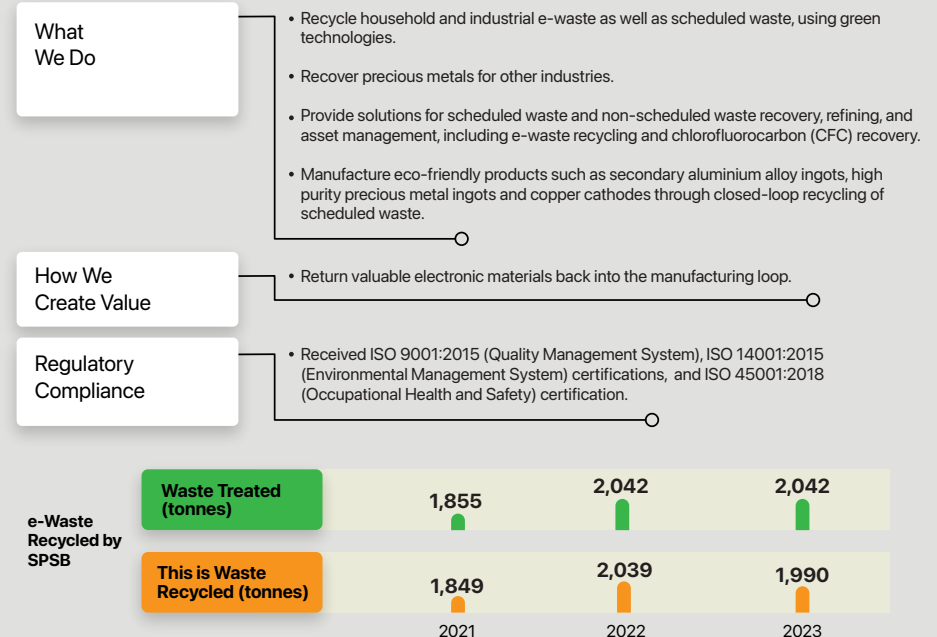 What
We Do
• Recycle household and industrial e-waste as well as scheduled waste, using green
technologies.
• Recover precious metals for other industries.
• Provide solutions for scheduled waste and non-scheduled waste recovery, refining, and
asset management, including e-waste recycling and chlorofluorocarbon (CFC) recovery.
• Manufacture eco-friendly products such as secondary aluminium alloy ingots, high
purity precious metal ingots and copper cathodes through closed-loop recycling of
scheduled waste.
How We
Create Value
• Return valuable electronic materials back into the manufacturing loop.
Regulatory
Compliance
• Received ISO 9001:2015 (Quality Management System), ISO 14001:2015
(Environmental Management System) certifications, and ISO 45001:2018
(Occupational Health and Safety) certification.
e-Waste
Recycled by
SPSB
Waste Treated
(tonnes)
1,855
2,042
2,042
This is Waste
Recycled (tonnes)
1,849
2,039
1,990
2021
2022
2023